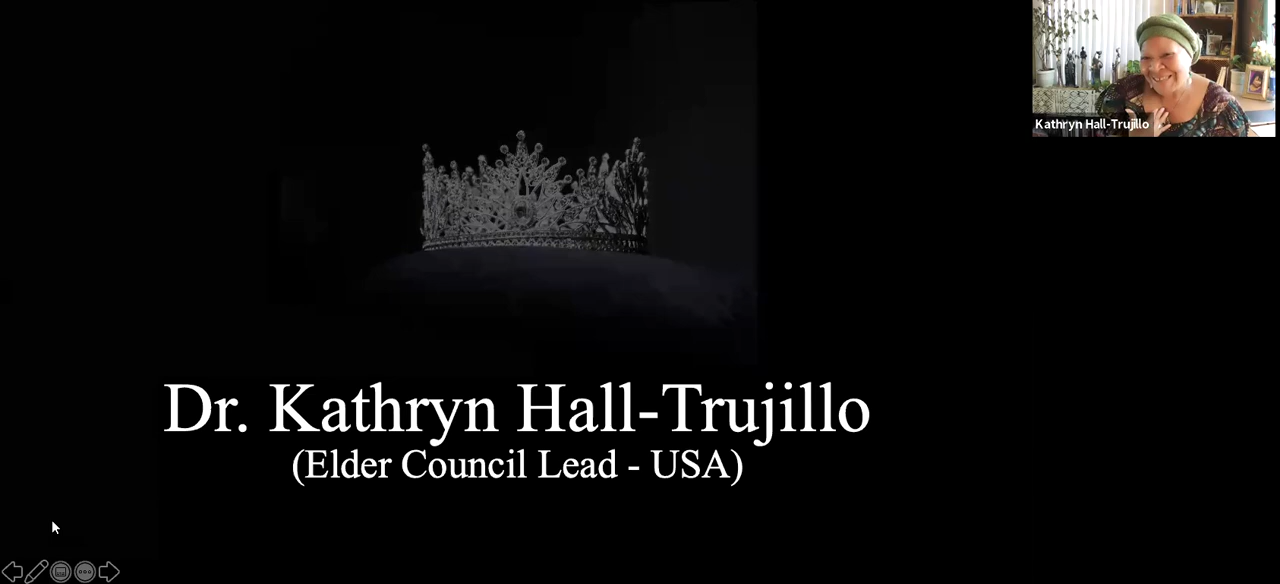 Kathryn Hall-Trujillo
Dr. Kathryn Hall-Trujillo
(Elder Council Lead - USA)